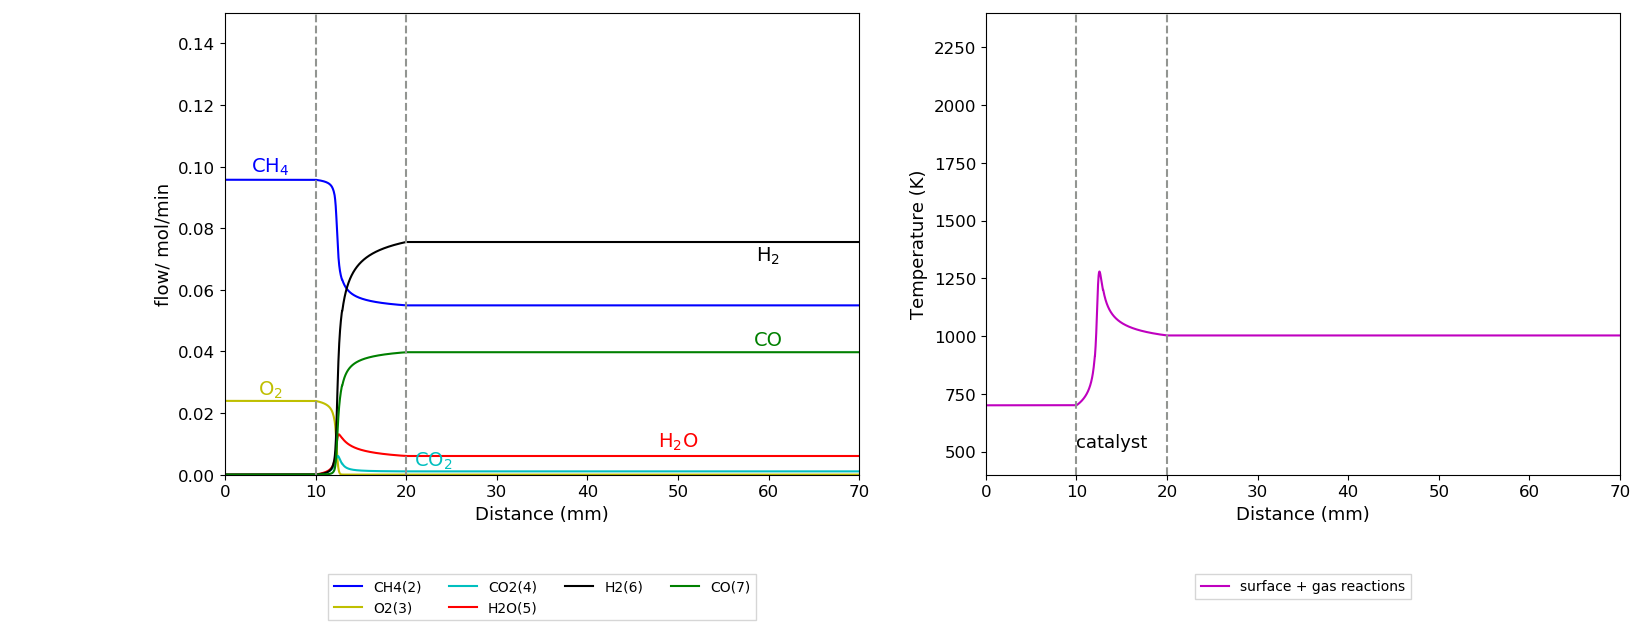 0.14
0.12
0.10
0.08
0.06
0.04
0.02
0.00
flow/ mol/min
CH₄
O₂
H₂
CO
H₂O
CO₂
0 10 20 30 40 50 60 70
Distance (mm)
CH4(2) CO2(4) H2(6) CO(7)
O2(3) H2O(5)
2250
2000
1750
1500
1250
1000
750
500
Temperature (K)
catalyst
0 10 20 30 40 50 60 70
Distance (mm)
surface + gas reactions